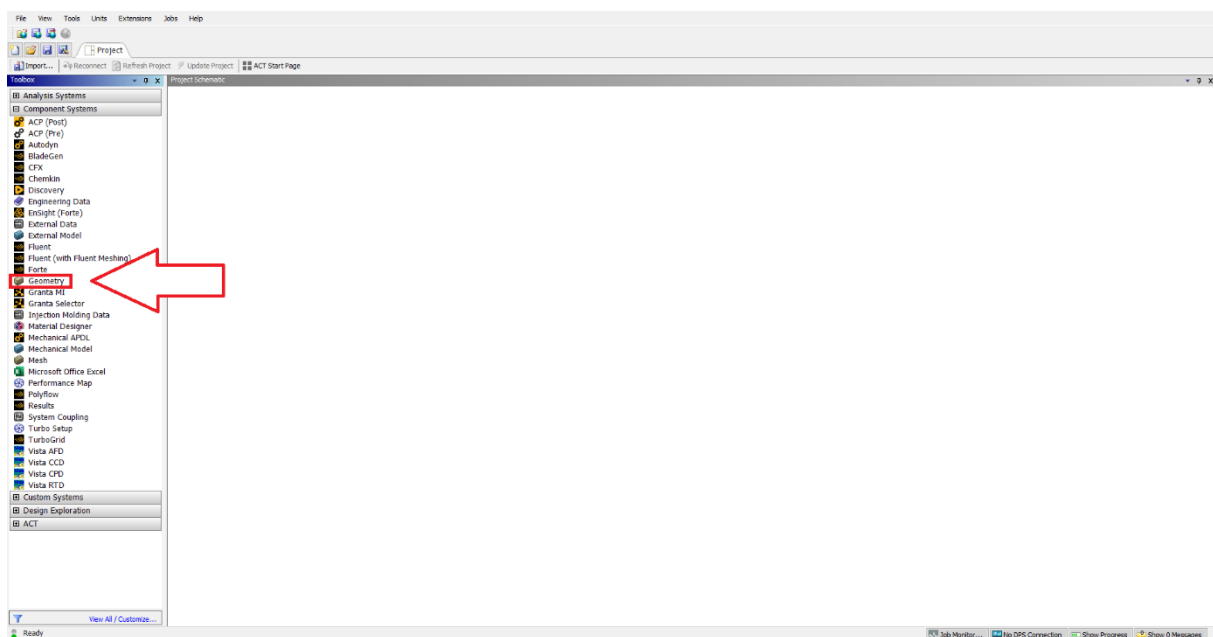 File View Tools Units Extensions Jobs Help
Project
Import... Reconnect Refresh Project Update Project ACT Start Page
Toolbox
Project Schematic
Analysis Systems
Component Systems
ACP (Post)
ACP (Pre)
Autodyn
BladeGen
CFX
Chemkin
Discovery
Engineering Data
EnSight (Forte)
External Data
External Model
Fluent
Fluent (with Fluent Meshing)
Forte
Geometry
Granta MI
Granta Selector
Injection Molding Data
Material Designer
Mechanical APDL
Mechanical Model
Mesh
Microsoft Office Excel
Performance Map
Polyflow
Results
System Coupling
Turbo Setup
TurboGrid
Vista AFD
Vista CCD
Vista CPD
Vista RTD
Custom Systems
Design Exploration
ACT
View All / Customize...
Ready
Job Monitor... No DPS Connection Show Progress Show 0 Messages